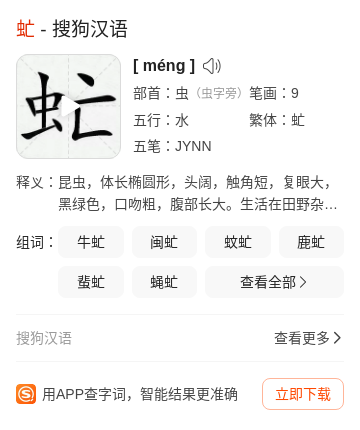 虻 - 搜狗汉语
虻
[ méng ]
部首：虫（虫字旁） 笔画：9
五行：水 繁体：虻
五笔：JYNN
释义：昆虫，体长椭圆形，头阔，触角短，复眼大，
黑绿色，口吻粗，腹部长大。生活在田野杂…
组词： 牛虻 闽虻 蚊虻 鹿虻
蜚虻 蝇虻 查看全部
搜狗汉语 查看更多
用APP查字词，智能结果更准确 立即下载